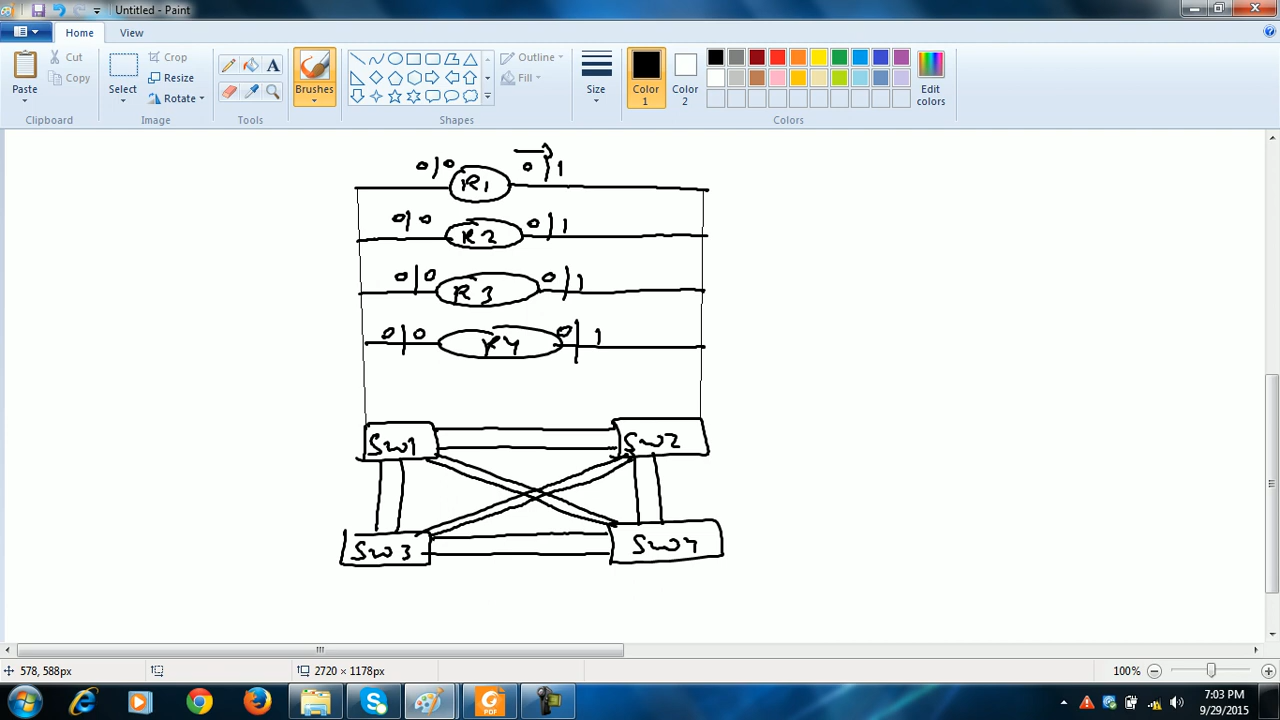 Untitled - Paint
Home
View
Paste
Cut
Copy
Clipboard
Select
Crop
Resize
Rotate
Image
Tools
Brushes
Shapes
Outline
Fill
Size
Color 1
Color 2
Edit colors
Colors
0|0 R1 0|1
0|0 R2 0|1
0|0 R3 0|1
0|0 R4 0|1
SW1 SW2
SW3 SW4
578, 588px
2720 × 1178px
100%
PDF
7:03 PM
9/29/2015